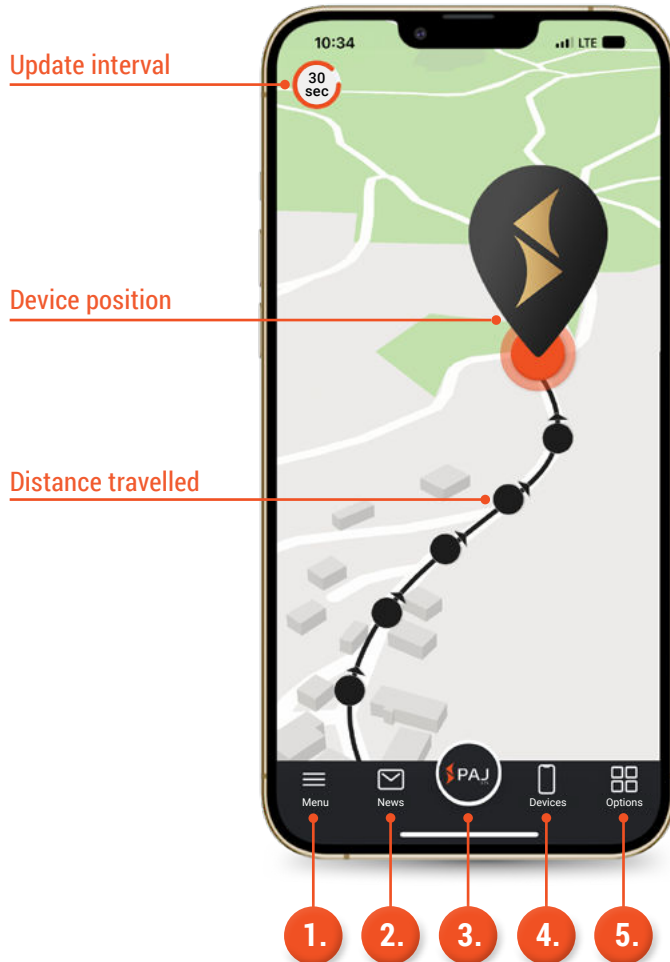 10:34
LTE
Update interval
30
sec
Device position
Distance travelled
PAJ
Menu
News
Devices
Options
1.
2.
3.
4.
5.